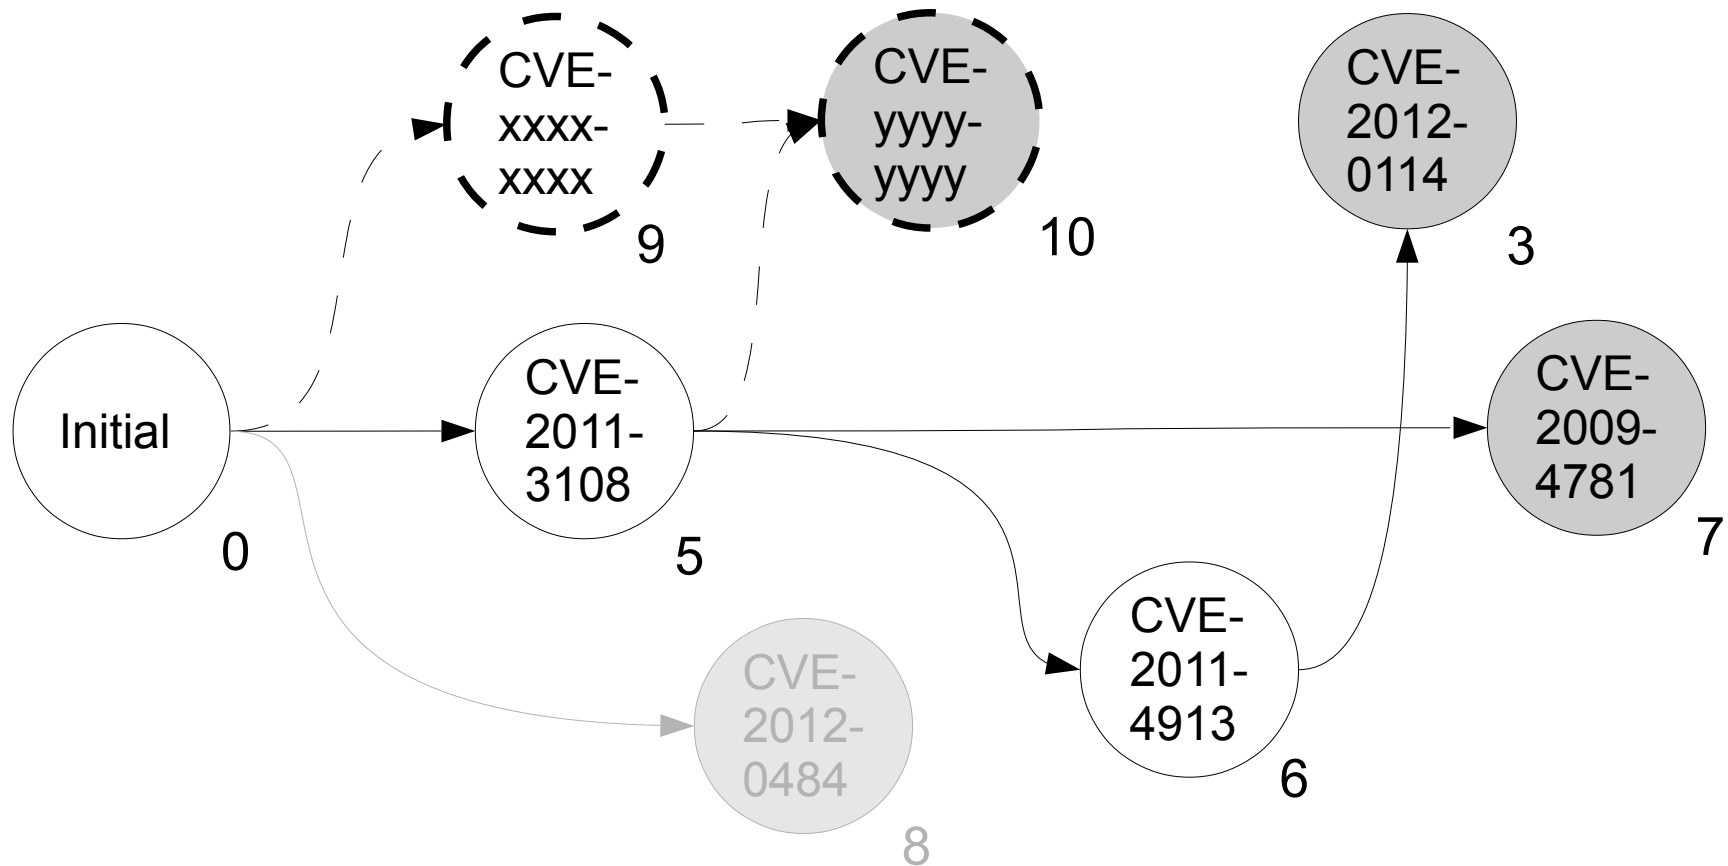 CVE-
xxxx-
xxxx
9
CVE-
yyyy-
yyyy
10
CVE-
2012-
0114
3
Initial
0
CVE-
2011-
3108
5
CVE-
2009-
4781
7
CVE-
2012-
0484
8
CVE-
2011-
4913
6